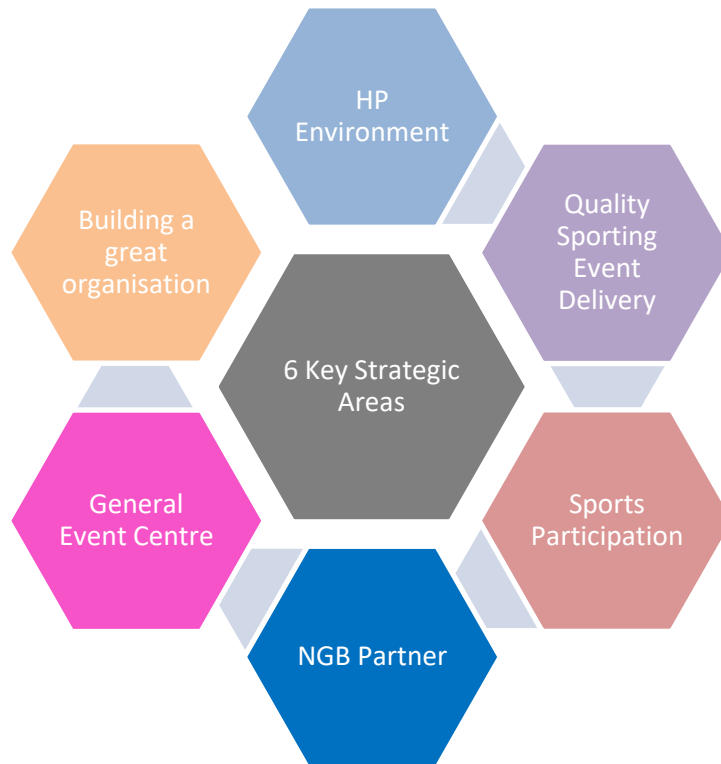 HP
Environment
Quality
Sporting
Event
Delivery
Building a
great
organisation
6 Key Strategic
Areas
Sports
Participation
General
Event Centre
NGB Partner